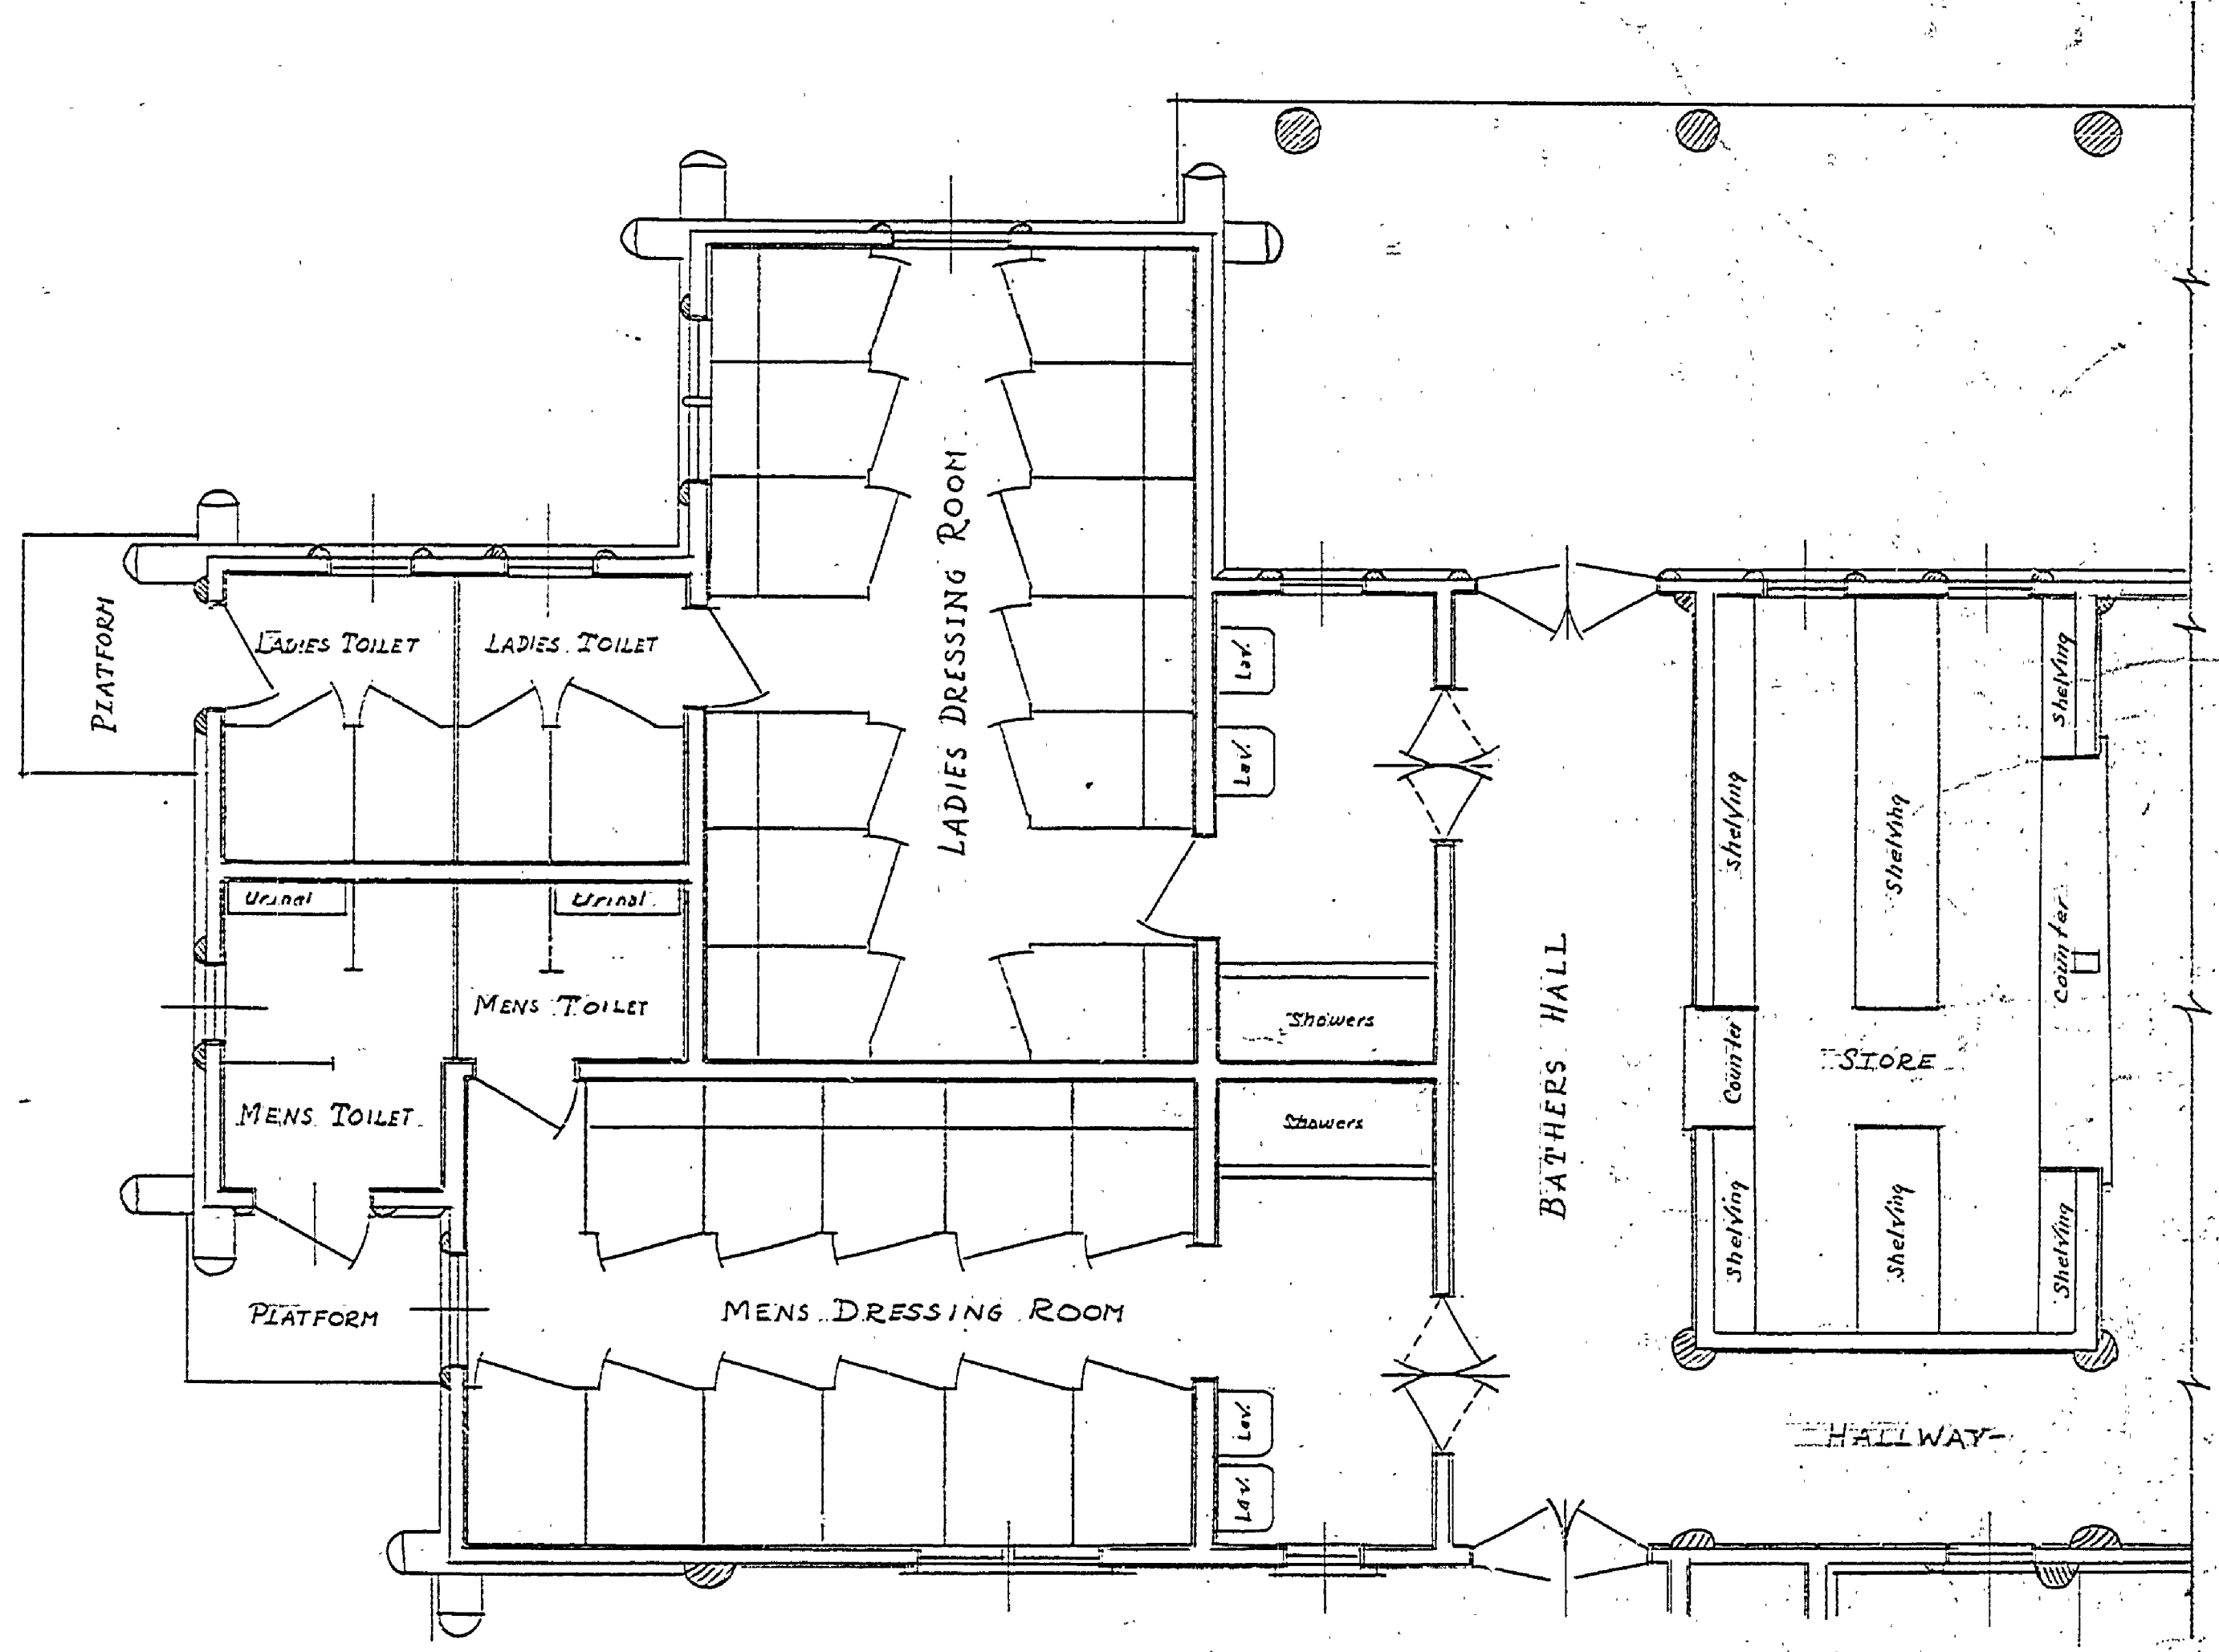 PLATFORM
LADIES TOILET
LADIES TOILET
LADIES DRESSING ROOM
Lav.
Lav.
Urinal
Urinal
MENS TOILET
MENS TOILET
PLATFORM
MENS DRESSING ROOM
Showers
Showers
Lav.
Lav.
BATHERS HALL
Shelving
Shelving
Shelving
Counter
Counter
STORE
Shelving
Shelving
Shelving
HALLWAY